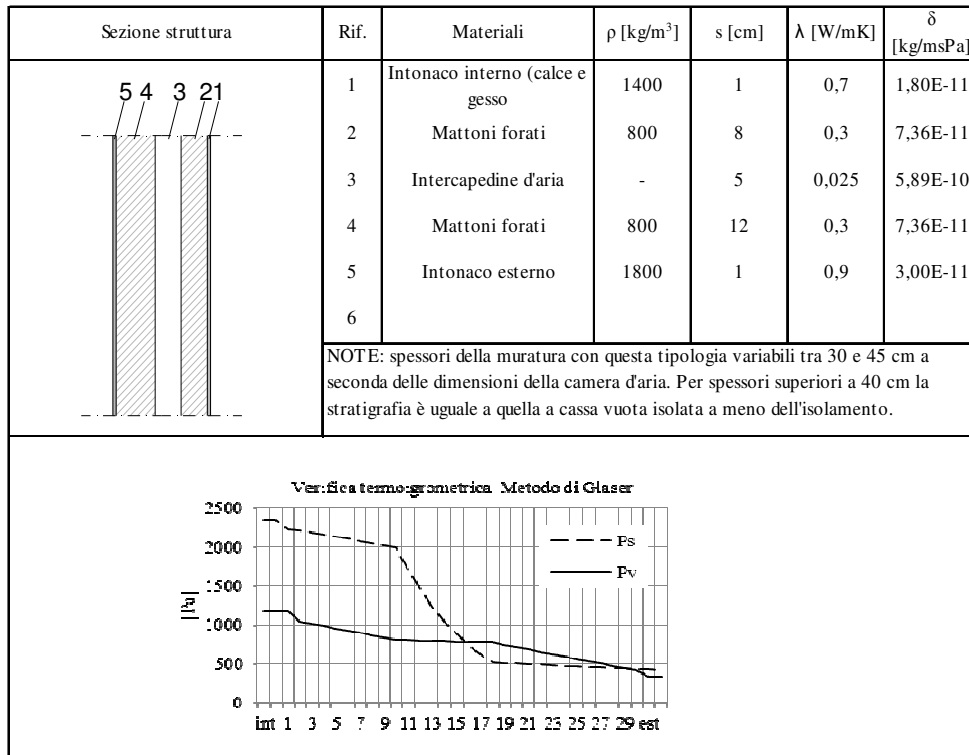 Sezione struttura
Rif.
Materiali
ρ [kg/m³]
s [cm]
λ [W/mK]
δ
[kg/msPa]
5 4 3 21
1
Intonaco interno (calce e
gesso
1400
1
0,7
1,80E-11
2
Mattoni forati
800
8
0,3
7,36E-11
3
Intercapedine d'aria
-
5
0,025
5,89E-10
4
Mattoni forati
800
12
0,3
7,36E-11
5
Intonaco esterno
1800
1
0,9
3,00E-11
6
NOTE: spessori della muratura con questa tipologia variabili tra 30 e 45 cm a
seconda delle dimensioni della camera d'aria. Per spessori superiori a 40 cm la
stratigrafia è uguale a quella a cassa vuota isolata a meno dell'isolamento.
Verifica termoigrometrica Metodo di Glaser
[Pa]
2500
2000
1500
1000
500
0
Ps
Pv
int 1 3 5 7 9 11 13 15 17 19 21 23 25 27 29 est